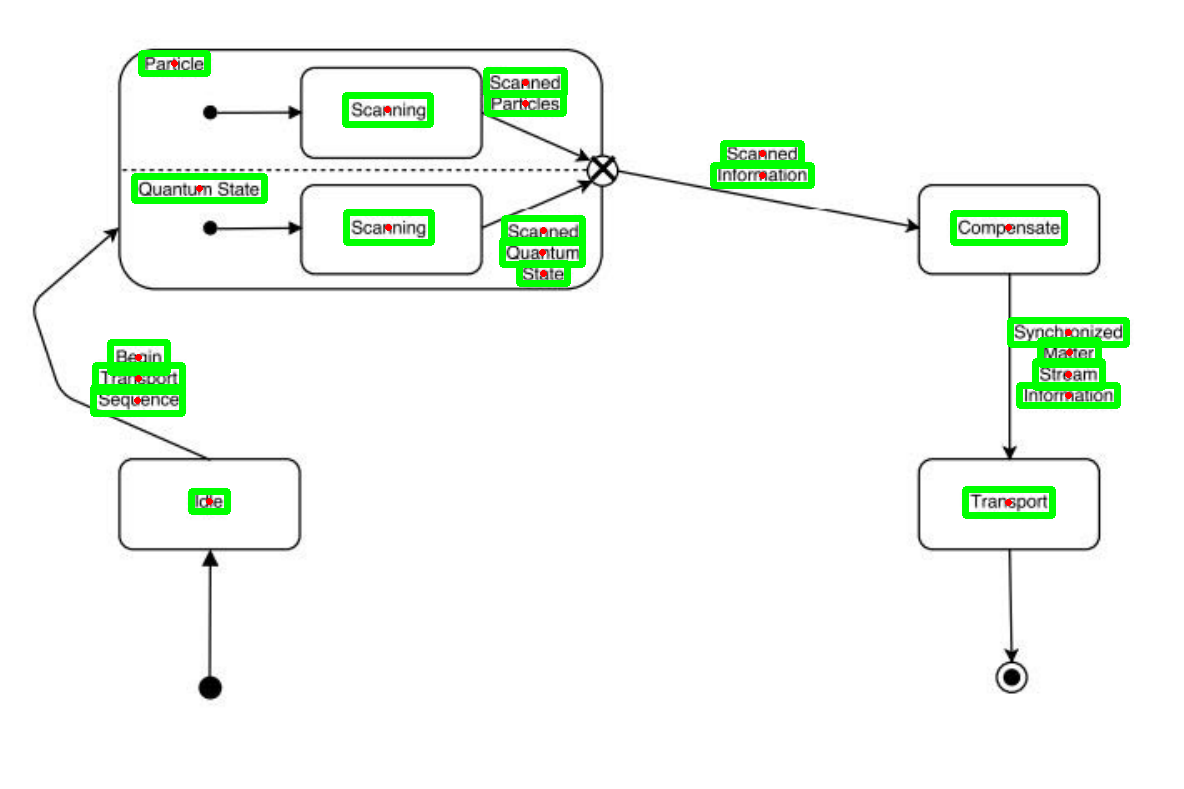 Particle
Scanning
Scanned
Particles
Quantum State
Scanning
Scanned
Quantum
State
Scanned
Information
Compensate
Synchronized
Matter
Stream
Information
Begin
Transport
Sequence
Idle
Transport